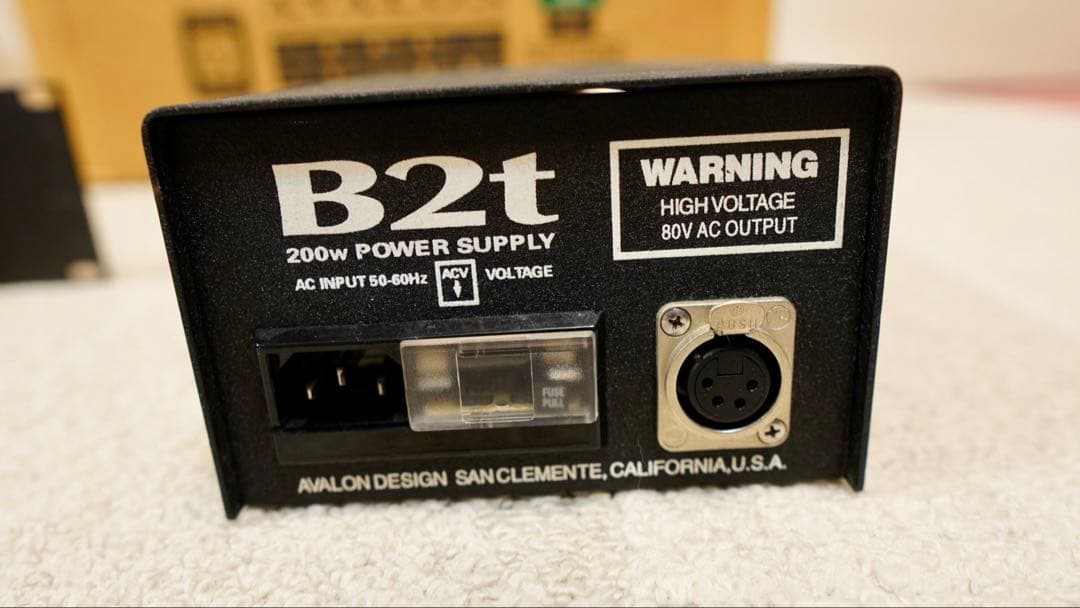 B2t
200w POWER SUPPLY
AC INPUT 50-60Hz ACV VOLTAGE
WARNING
HIGH VOLTAGE
80V AC OUTPUT
PUSH
FUSE
PULL
AVALON DESIGN SAN CLEMENTE, CALIFORNIA, U.S.A.